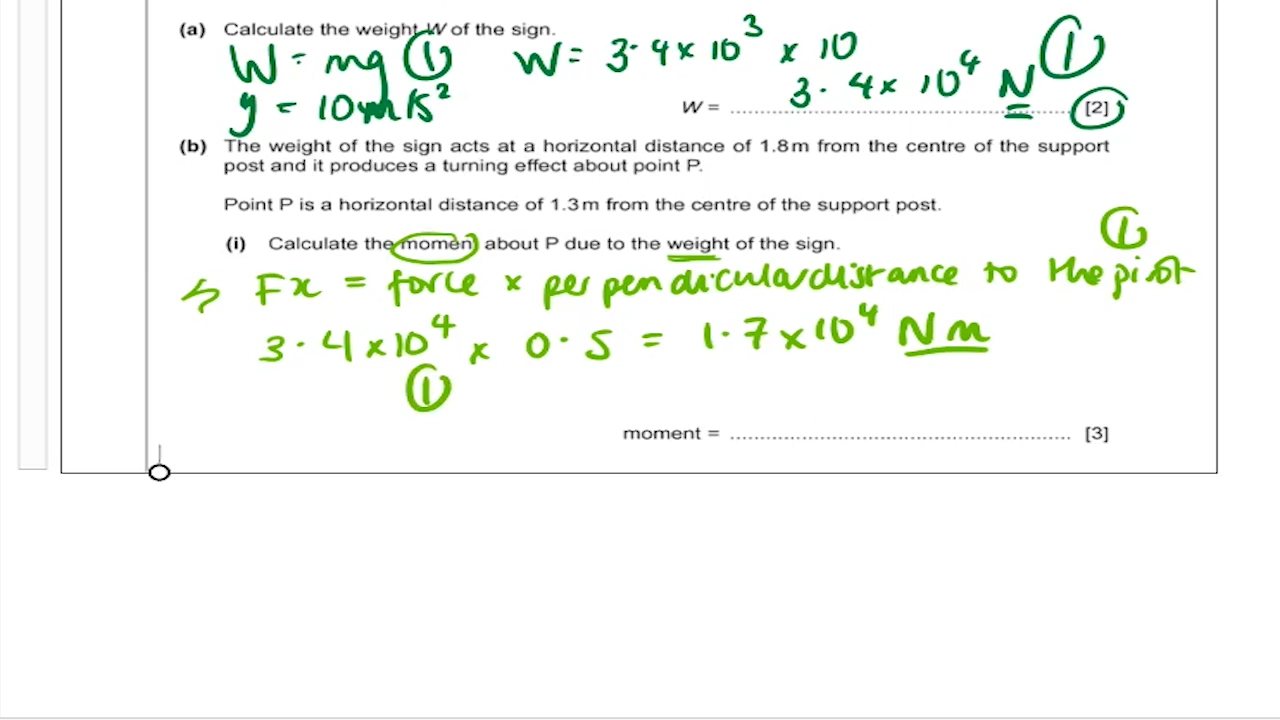 (a) Calculate the weight W of the sign.
W = mg ① W = 3.4 × 10³ × 10 ①
g = 10 m/s² 3.4 × 10⁴ N
W = ........................................ [2]
(b) The weight of the sign acts at a horizontal distance of 1.8 m from the centre of the support
post and it produces a turning effect about point P.
Point P is a horizontal distance of 1.3 m from the centre of the support post.
(i) Calculate the momen about P due to the weight of the sign.
①
↳ Fx = force × perpendicular distance to the pivot
3.4 × 10⁴ × 0.5 = 1.7 × 10⁴ Nm
①
moment = ........................................ [3]